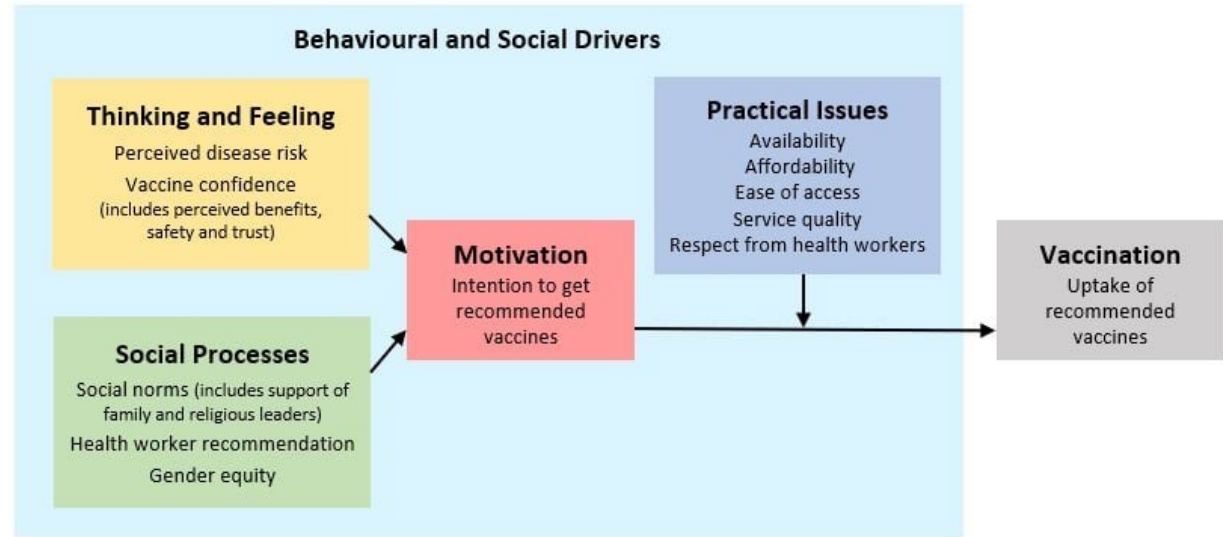 Behavioural and Social Drivers
Thinking and Feeling
Perceived disease risk
Vaccine confidence
(includes perceived benefits,
safety and trust)
Social Processes
Social norms (includes support of
family and religious leaders)
Health worker recommendation
Gender equity
Motivation
Intention to get
recommended
vaccines
Practical Issues
Availability
Affordability
Ease of access
Service quality
Respect from health workers
Vaccination
Uptake of
recommended
vaccines